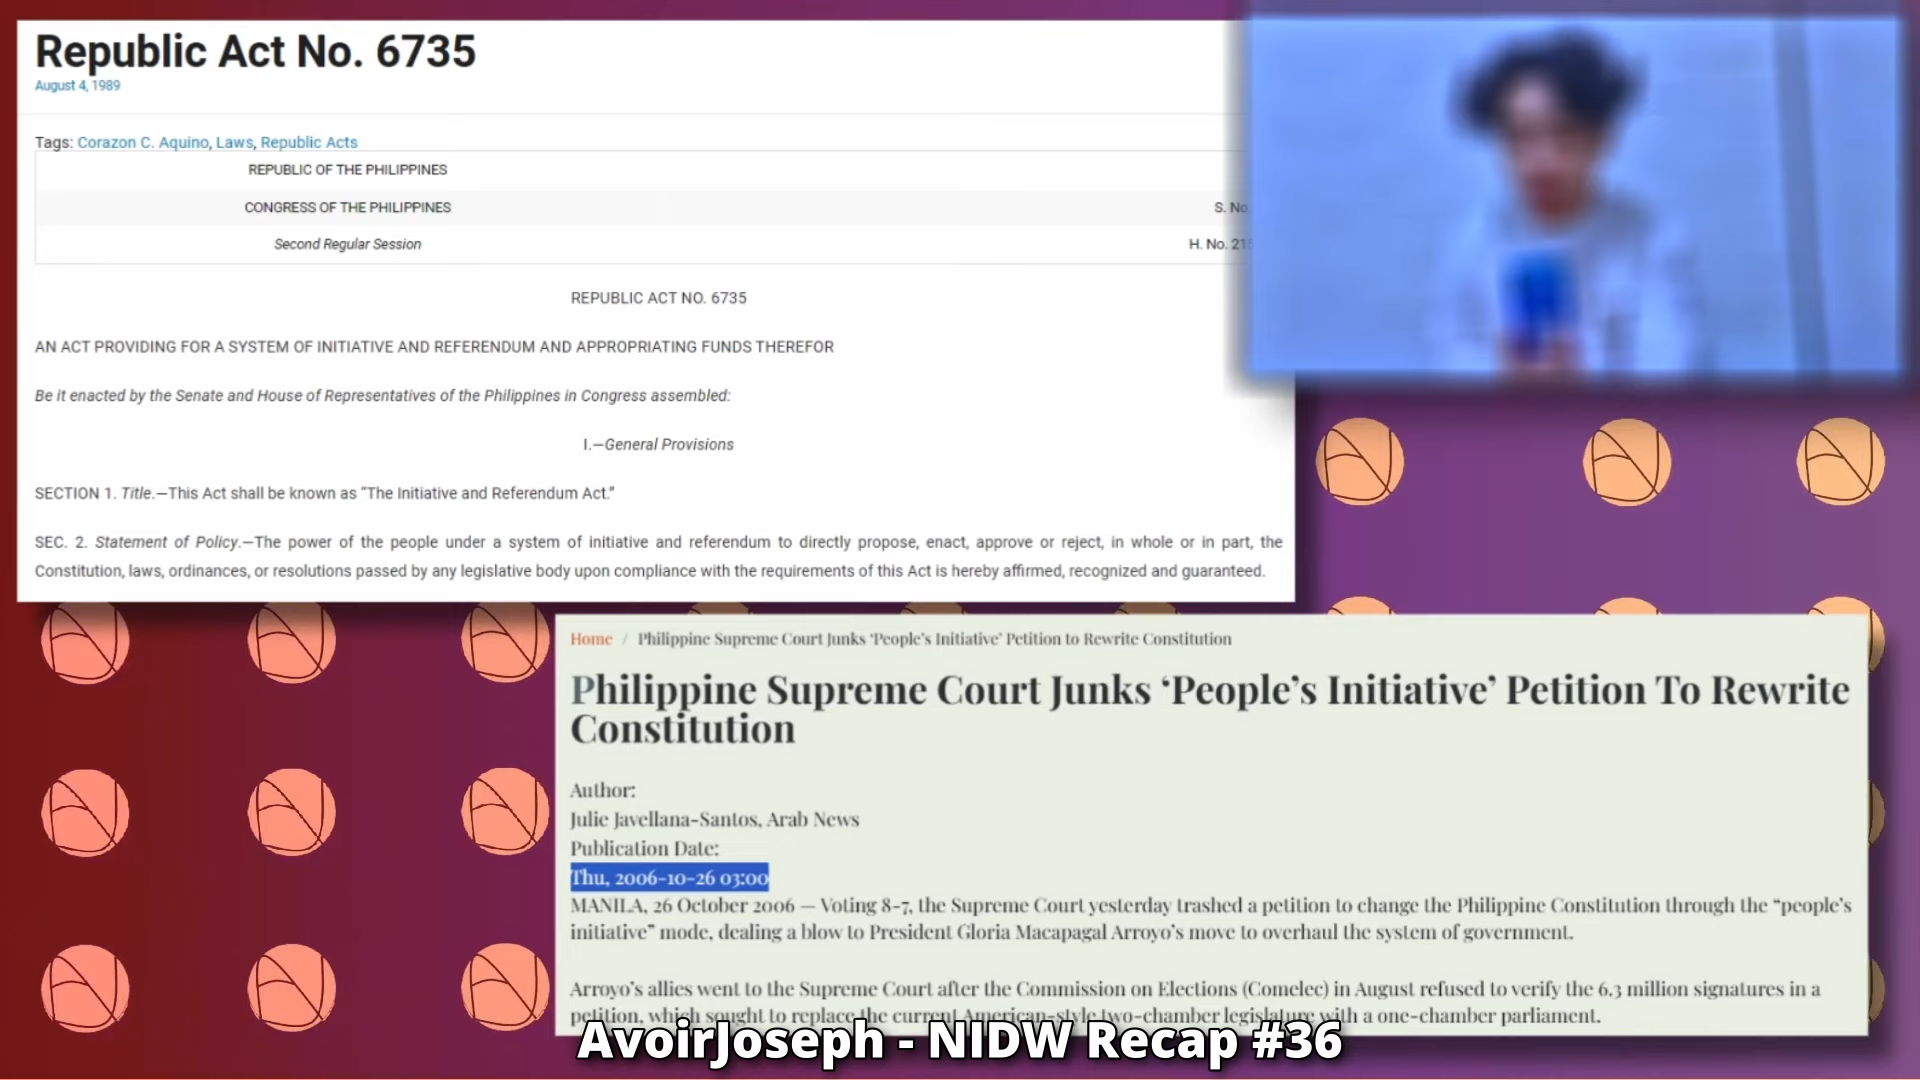 Republic Act No. 6735
August 4, 1989
Tags: Corazon C. Aquino, Laws, Republic Acts
REPUBLIC OF THE PHILIPPINES
CONGRESS OF THE PHILIPPINES S. No
Second Regular Session H. No.
REPUBLIC ACT NO. 6735
AN ACT PROVIDING FOR A SYSTEM OF INITIATIVE AND REFERENDUM AND APPROPRIATING FUNDS THEREFOR
Be it enacted by the Senate and House of Representatives of the Philippines in Congress assembled:
I.—General Provisions
SECTION 1. Title.—This Act shall be known as “The Initiative and Referendum Act.”
SEC. 2. Statement of Policy.—The power of the people under a system of initiative and referendum to directly propose, enact, approve or reject, in whole or in part, the
Constitution, laws, ordinances, or resolutions passed by any legislative body upon compliance with the requirements of this Act is hereby affirmed, recognized and guaranteed.
Home / Philippine Supreme Court Junks ‘People’s Initiative’ Petition to Rewrite Constitution
Philippine Supreme Court Junks ‘People’s Initiative’ Petition To Rewrite
Constitution
Author:
Julie Javellana-Santos, Arab News
Publication Date:
Thu, 2006-10-26 03:00
MANILA, 26 October 2006 — Voting 8-7, the Supreme Court yesterday trashed a petition to change the Philippine Constitution through the “people’s
initiative” mode, dealing a blow to President Gloria Macapagal Arroyo’s move to overhaul the system of government.
Arroyo’s allies went to the Supreme Court after the Commission on Elections (Comelec) in August refused to verify the 6.3 million signatures in a
petition, which sought to replace the current American-style two-chamber legislature with a one-chamber parliament.
AvoirJoseph - NIDW Recap #36